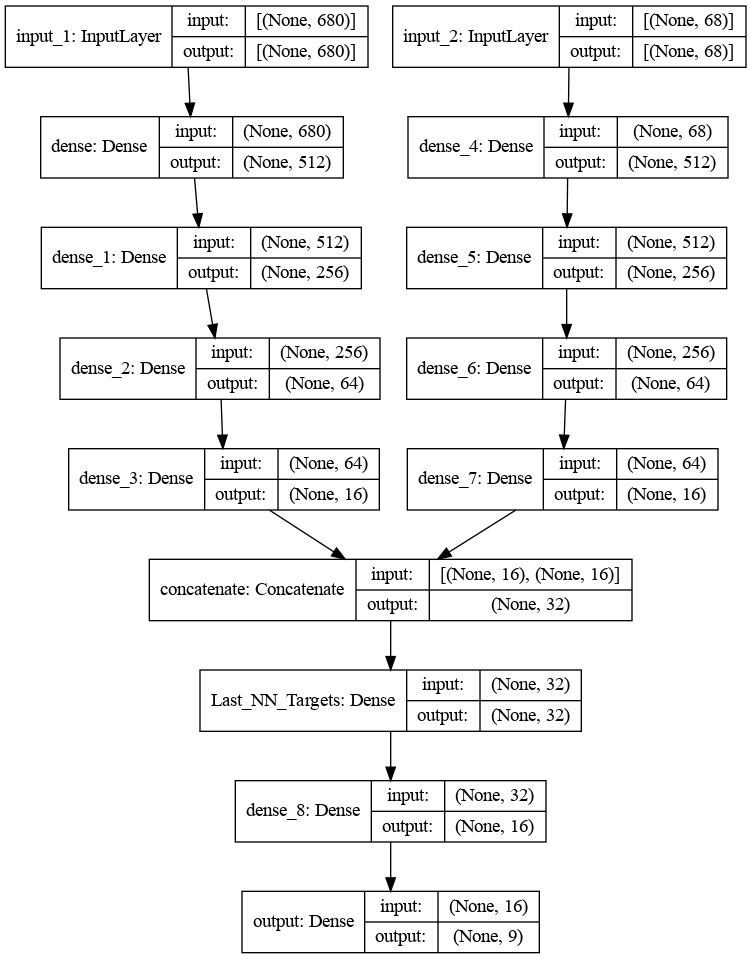 input_1: InputLayer
input: [(None, 680)]
output: [(None, 680)]
input_2: InputLayer
input: [(None, 68)]
output: [(None, 68)]
dense: Dense
input: (None, 680)
output: (None, 512)
dense_4: Dense
input: (None, 68)
output: (None, 512)
dense_1: Dense
input: (None, 512)
output: (None, 256)
dense_5: Dense
input: (None, 512)
output: (None, 256)
dense_2: Dense
input: (None, 256)
output: (None, 64)
dense_6: Dense
input: (None, 256)
output: (None, 64)
dense_3: Dense
input: (None, 64)
output: (None, 16)
dense_7: Dense
input: (None, 64)
output: (None, 16)
concatenate: Concatenate
input: [(None, 16), (None, 16)]
output: (None, 32)
Last_NN_Targets: Dense
input: (None, 32)
output: (None, 32)
dense_8: Dense
input: (None, 32)
output: (None, 16)
output: Dense
input: (None, 16)
output: (None, 9)